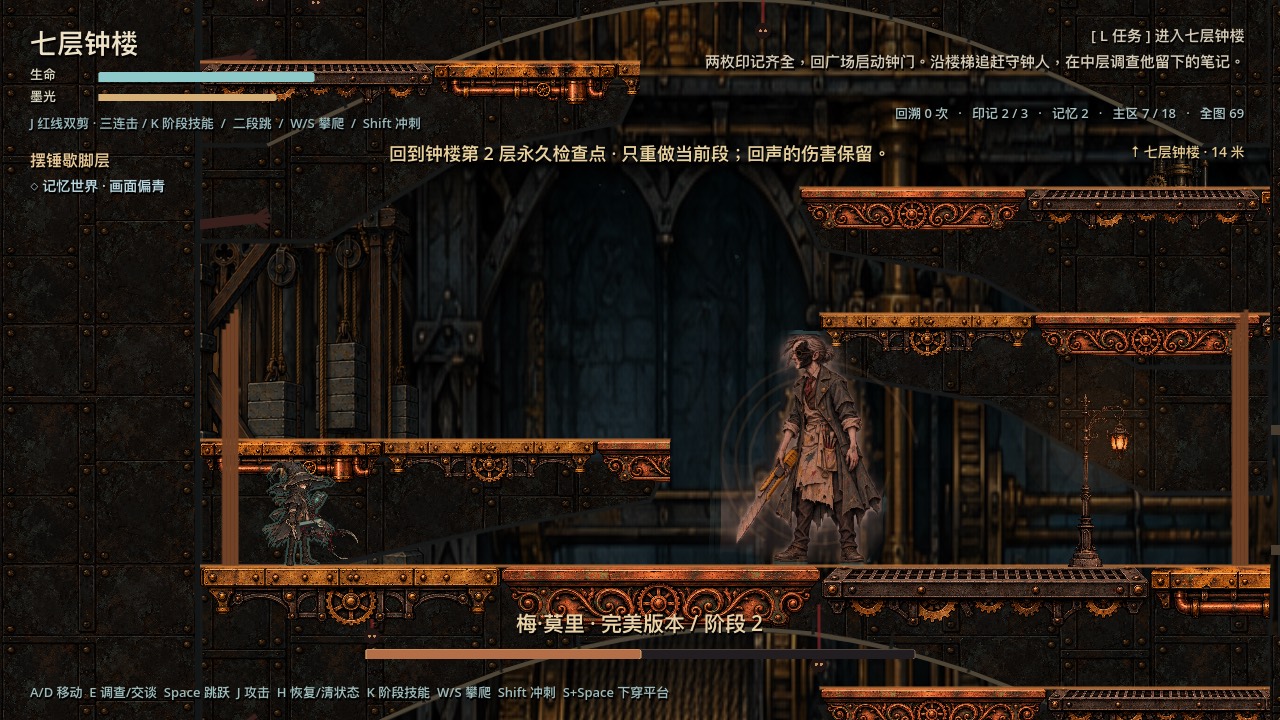 七层钟楼
生命
墨光
J 红线双剪 · 三连击 / K 阶段技能 / 二段跳 / W/S 攀爬 / Shift 冲刺
摆锤歇脚层
◇ 记忆世界 · 画面偏青
[ L 任务 ] 进入七层钟楼
两枚印记齐全，回广场启动钟门。沿楼梯追赶守钟人，在中层调查他留下的笔记。
回溯 0 次 · 印记 2 / 3 · 记忆 2 · 主区 7 / 18 · 全图 69
回到钟楼第 2 层永久检查点 · 只重做当前段；回声的伤害保留。
↑ 七层钟楼 · 14 米
梅·莫里 · 完美版本 / 阶段 2
A/D 移动 E 调查/交谈 Space 跳跃 J 攻击 H 恢复/清状态 K 阶段技能 W/S 攀爬 Shift 冲刺 S+Space 下穿平台